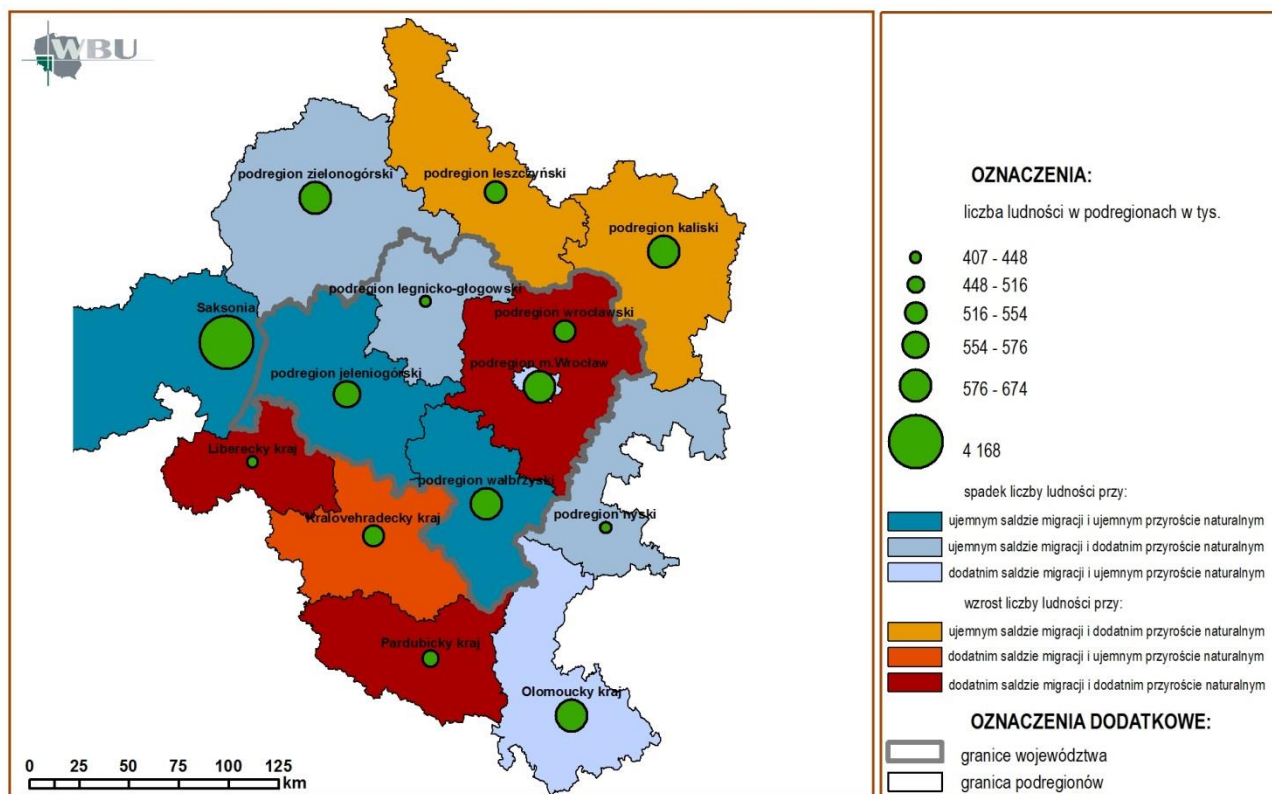 WBU
podregion zielonogórski
podregion leszczyński
podregion kaliski
podregion legnicko-głogowski
Saksonia
podregion wrocławski
podregion m.Wrocław
podregion jeleniogórski
Liberecky kraj
podregion wałbrzyski
Kralovehradecky kraj
podregion nyski
Pardubicky kraj
Olomoucky kraj
0 25 50 75 100 125
km
OZNACZENIA:
liczba ludności w podregionach w tys.
407 - 448
448 - 516
516 - 554
554 - 576
576 - 674
4 168
spadek liczby ludności przy:
ujemnym saldzie migracji i ujemnym przyroście naturalnym
ujemnym saldzie migracji i dodatnim przyroście naturalnym
dodatnim saldzie migracji i ujemnym przyroście naturalnym
wzrost liczby ludności przy:
ujemnym saldzie migracji i dodatnim przyroście naturalnym
dodatnim saldzie migracji i ujemnym przyroście naturalnym
dodatnim saldzie migracji i dodatnim przyroście naturalnym
OZNACZENIA DODATKOWE:
granice województwa
granica podregionów